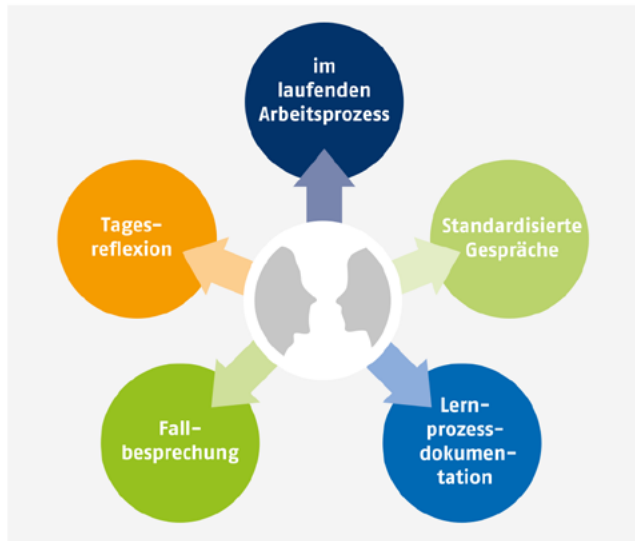 im
laufenden
Arbeitsprozess
Tages-
reflexion
Standardisierte
Gespräche
Fall-
besprechung
Lern-
prozess-
dokumen-
tation